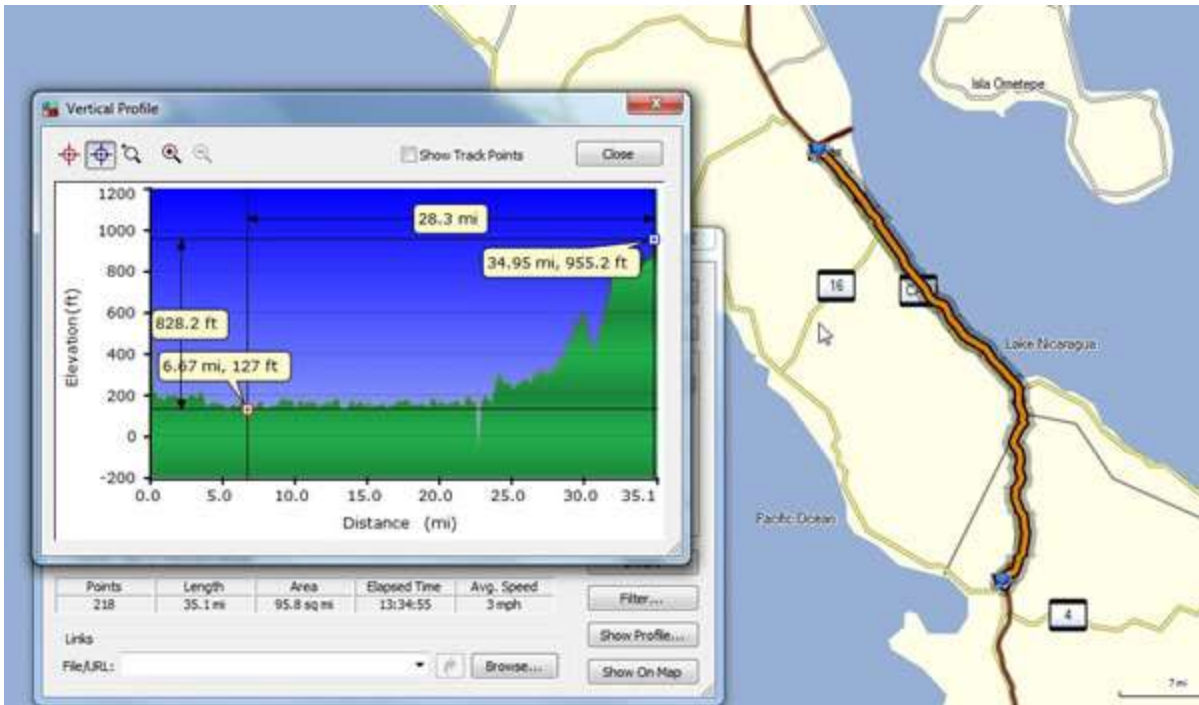 Vertical Profile
Show Track Points
Close
1200
1000
800
600
400
200
0
-200
Elevation (ft)
28.3 mi
34.95 mi, 955.2 ft
828.2 ft
6.67 mi, 127 ft
0.0 5.0 10.0 15.0 20.0 25.0 30.0 35.1
Distance (mi)
Points Length Area Elapsed Time Avg. Speed
218 35.1 mi 95.8 sq mi 13:34:55 3 mph
Links
File/URL:
Browse...
Filter...
Show Profile...
Show On Map
Isla Ometepe
16
Lake Nicaragua
Pacific Ocean
4
7 mi